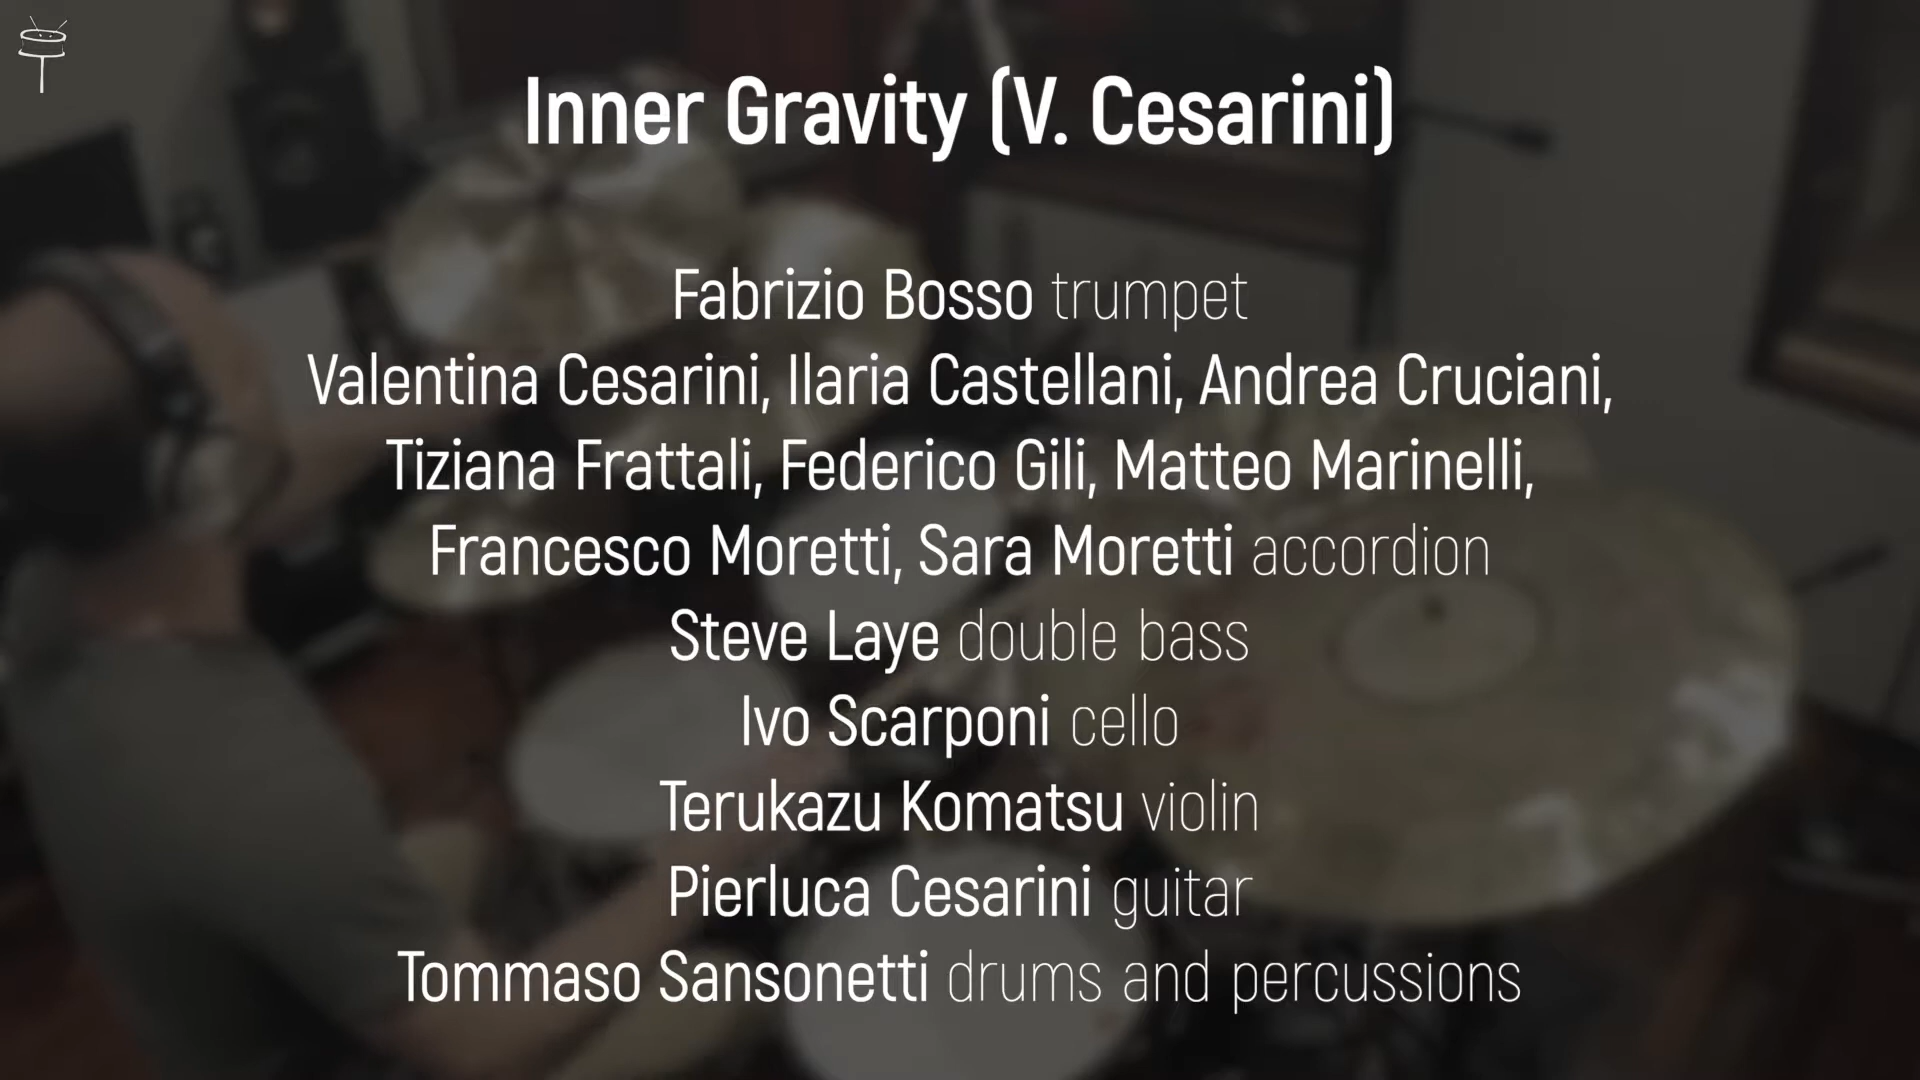 Inner Gravity (V. Cesarini)
Fabrizio Bosso trumpet
Valentina Cesarini, Ilaria Castellani, Andrea Cruciani,
Tiziana Frattali, Federico Gili, Matteo Marinelli,
Francesco Moretti, Sara Moretti accordion
Steve Laye double bass
Ivo Scarponi cello
Terukazu Komatsu violin
Pierluca Cesarini guitar
Tommaso Sansonetti drums and percussions